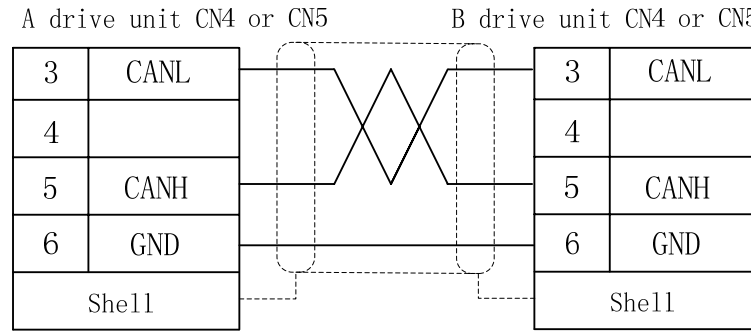 A drive unit CN4 or CN5 B drive unit CN4 or CN5
3 CANL 3 CANL
4 4
5 CANH 5 CANH
6 GND 6 GND
Shell Shell